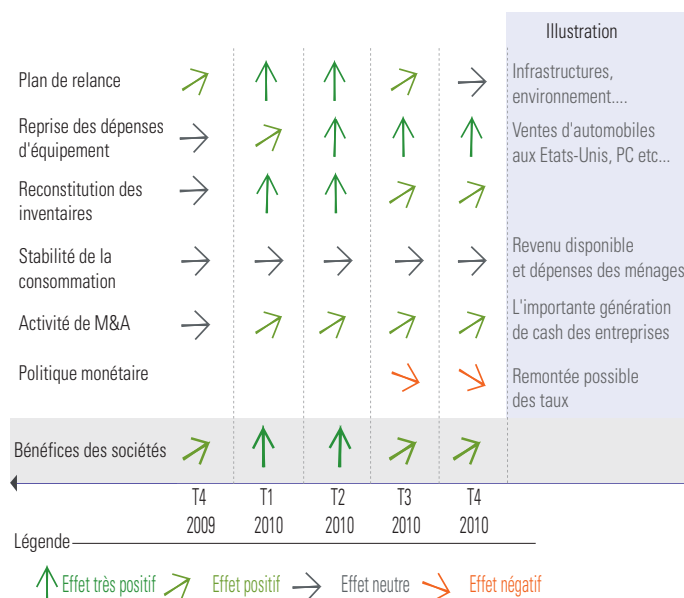 Illustration
Plan de relance
Infrastructures,
environnement....
Reprise des dépenses
d'équipement
Ventes d'automobiles
aux Etats-Unis, PC etc...
Reconstitution des
inventaires
Stabilité de la
consommation
Revenu disponible
et dépenses des ménages
Activité de M&A
L'importante génération
de cash des entreprises
Politique monétaire
Remontée possible
des taux
Bénéfices des sociétés
T4 T1 T2 T3 T4
2009 2010 2010 2010 2010
Légende
Effet très positif Effet positif Effet neutre Effet négatif